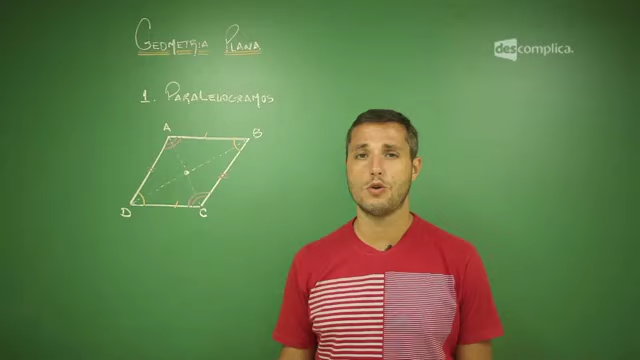 Geometria Plana
descomplica.
1. Paralelogramos
A B
D C